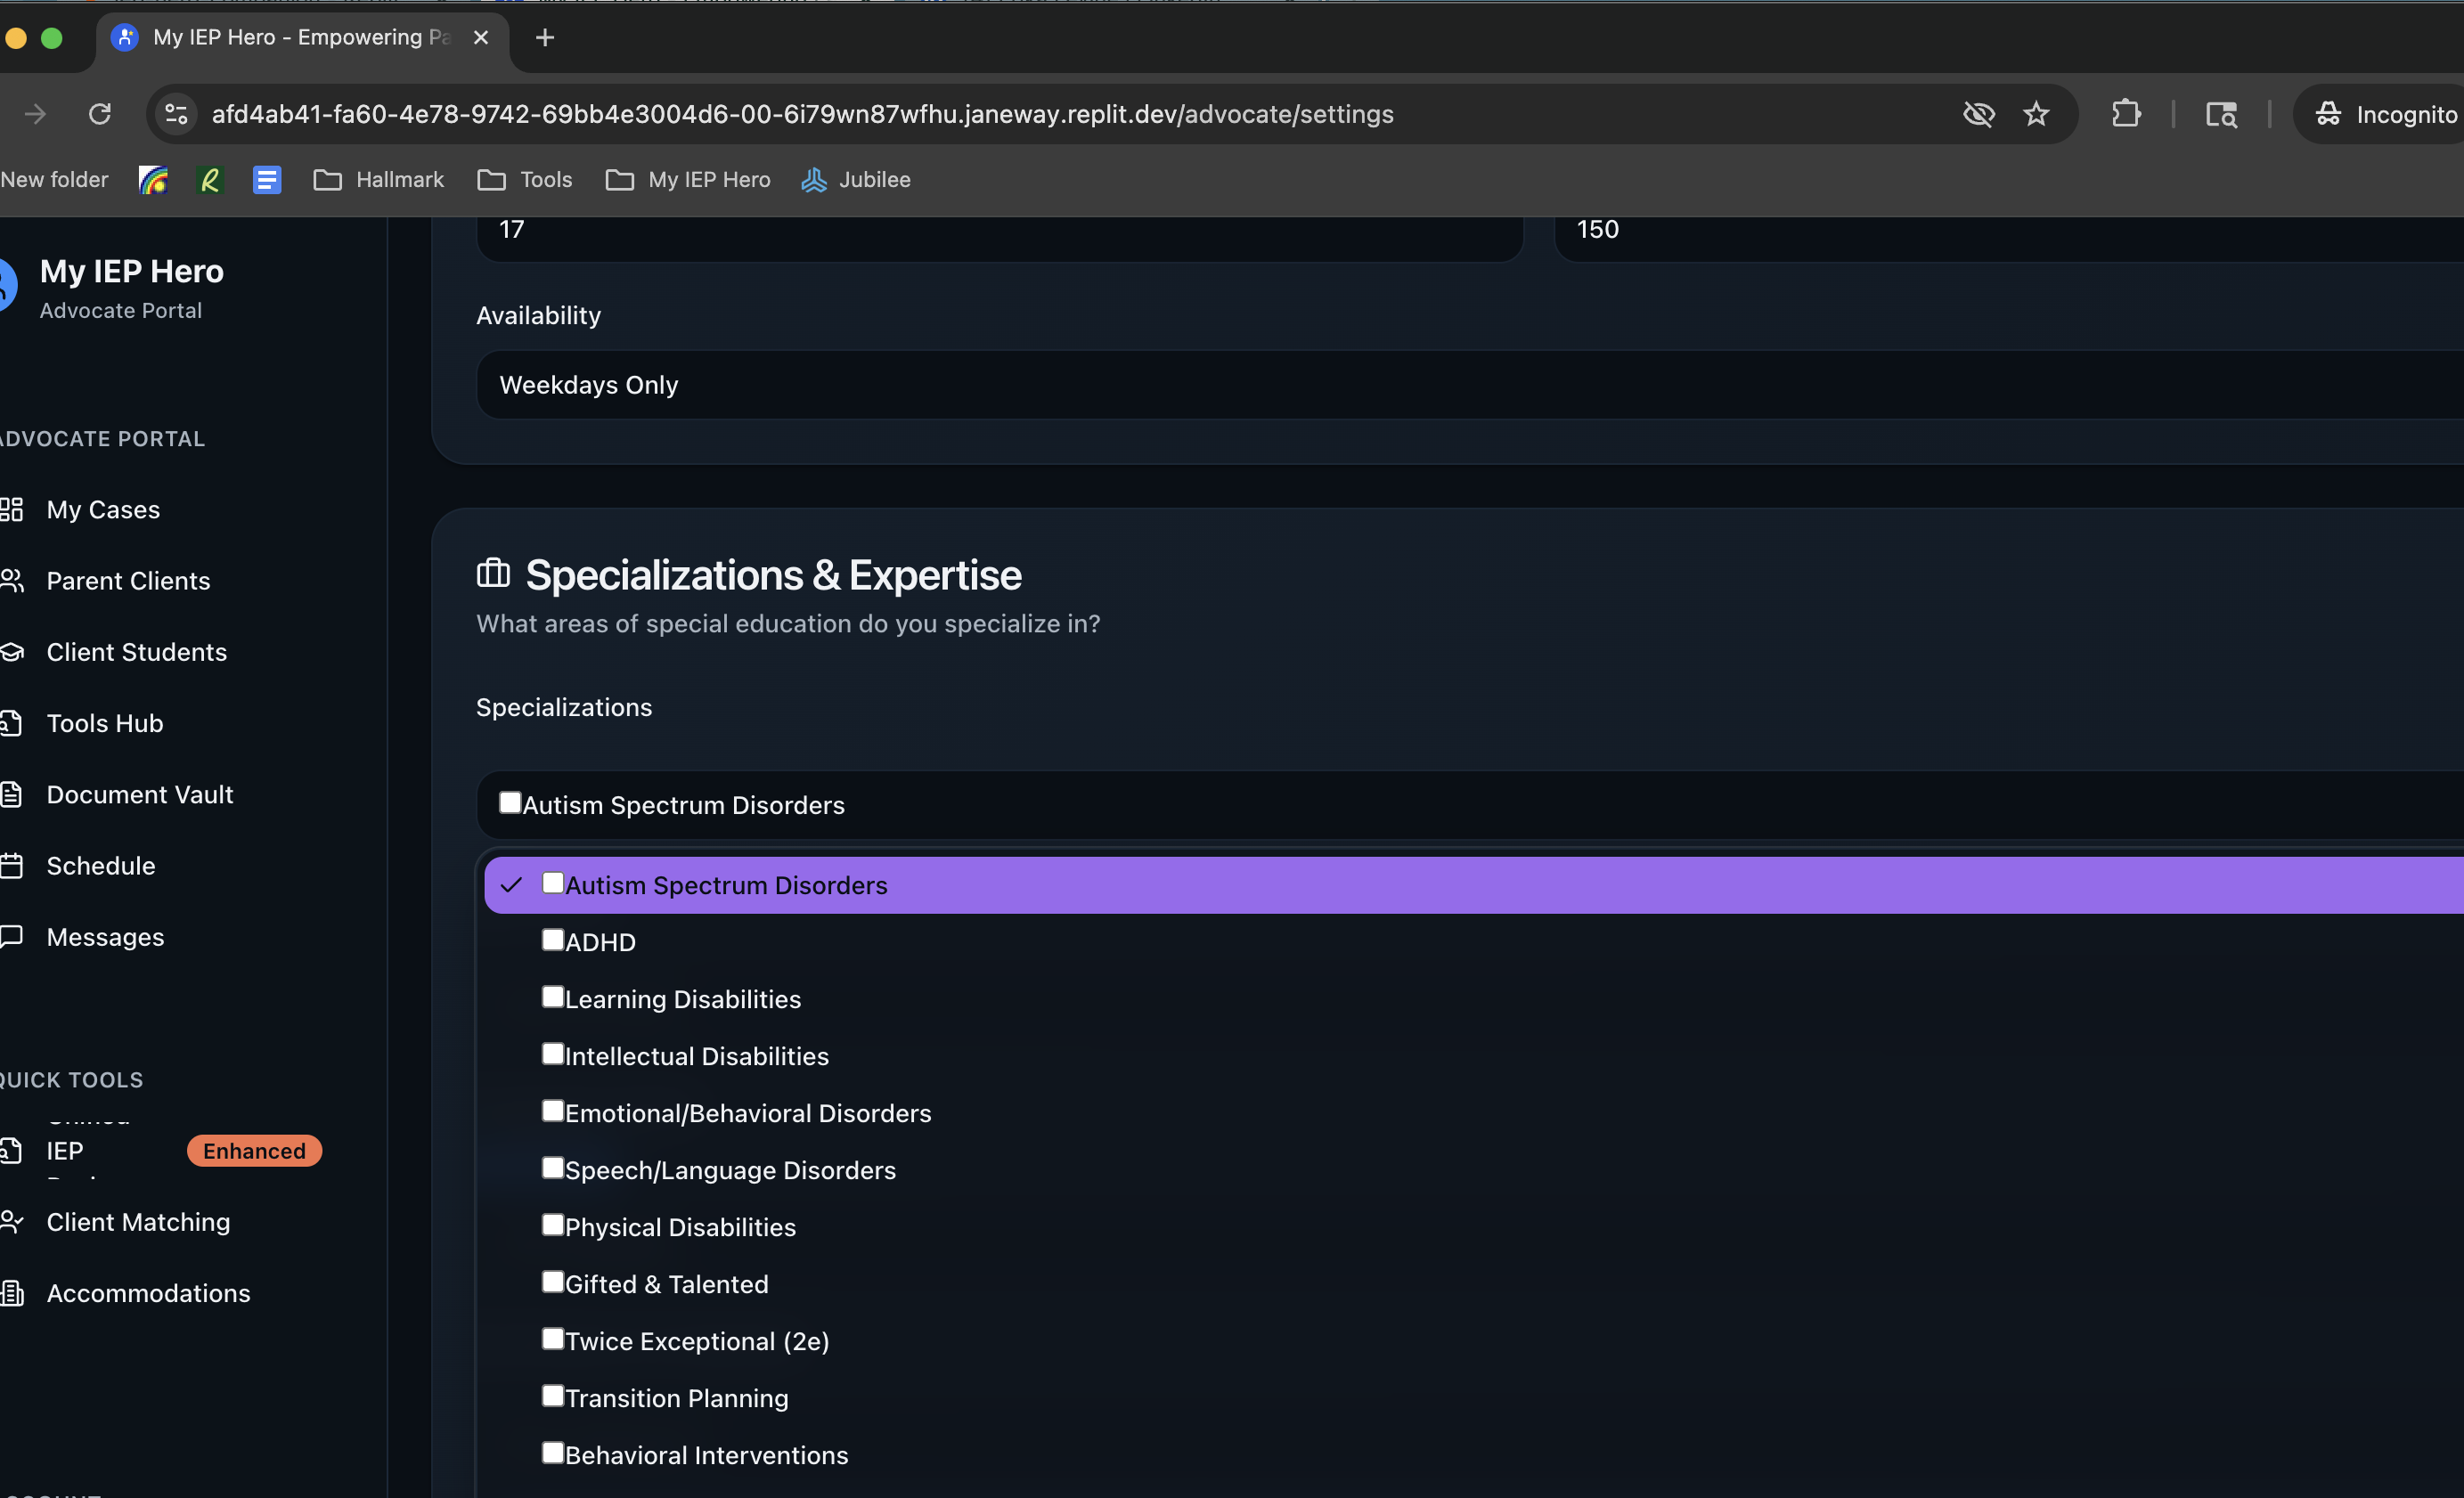 My IEP Hero - Empowering Pa
afd4ab41-fa60-4e78-9742-69bb4e3004d6-00-6i79wn87wfhu.janeway.replit.dev/advocate/settings
Incognito
New folder
Hallmark
Tools
My IEP Hero
Jubilee
My IEP Hero
Advocate Portal
ADVOCATE PORTAL
My Cases
Parent Clients
Client Students
Tools Hub
Document Vault
Schedule
Messages
QUICK TOOLS
IEP
Enhanced
Client Matching
Accommodations
17
150
Availability
Weekdays Only
Specializations & Expertise
What areas of special education do you specialize in?
Specializations
Autism Spectrum Disorders
Autism Spectrum Disorders
ADHD
Learning Disabilities
Intellectual Disabilities
Emotional/Behavioral Disorders
Speech/Language Disorders
Physical Disabilities
Gifted & Talented
Twice Exceptional (2e)
Transition Planning
Behavioral Interventions